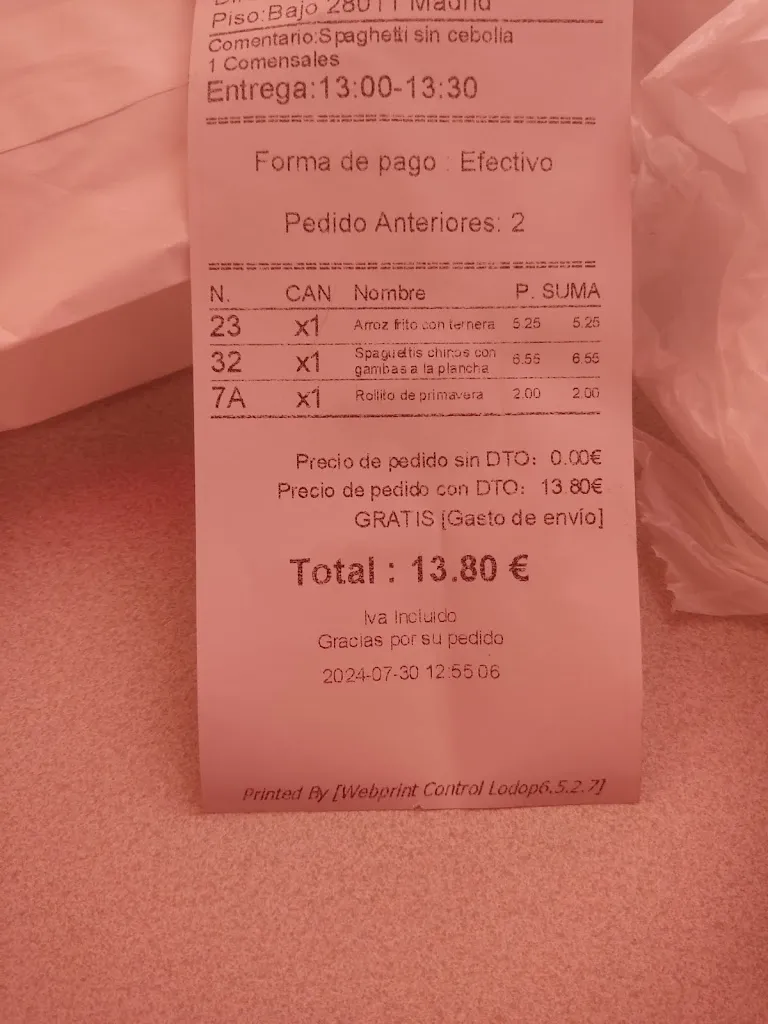 Piso:Bajo 28011 Madrid
Comentario:Spaghetti sin cebolla
1 Comensales
Entrega:13:00-13:30
Forma de pago : Efectivo
Pedido Anteriores: 2
N. CAN Nombre P. SUMA
23 x1 Arroz frito con ternera 5.25 5.25
32 x1 Spaguettis chinos con 6.55 6.55
gambas a la plancha
7A x1 Rollito de primavera 2.00 2.00
Precio de pedido sin DTO: 0.00€
Precio de pedido con DTO: 13.80€
GRATIS [Gasto de envío]
Total : 13.80 €
Iva Incluido
Gracias por su pedido
2024-07-30 12:55:06
Printed By [Webprint Control Lodop6.5.2.7]